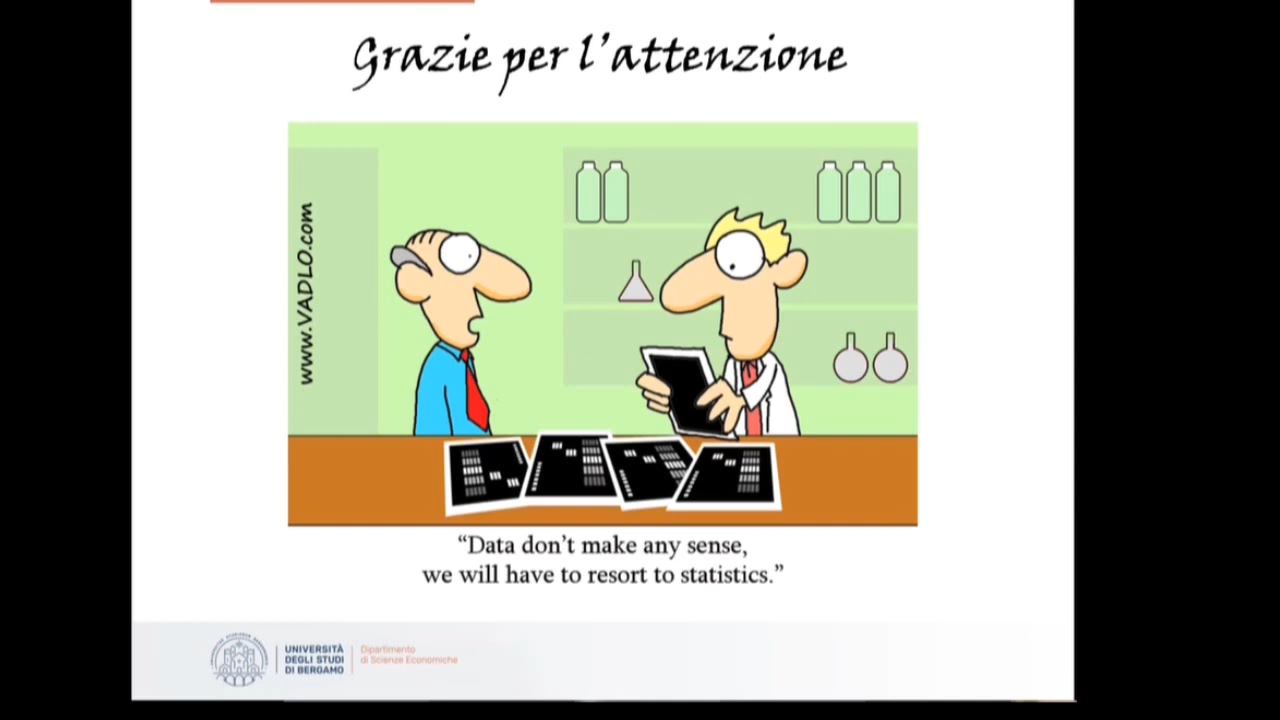 Grazie per l'attenzione
www.VADLO.com
"Data don't make any sense,
we will have to resort to statistics."
UNIVERSITÀ
DEGLI STUDI
DI BERGAMO
Dipartimento
di Scienze Economiche